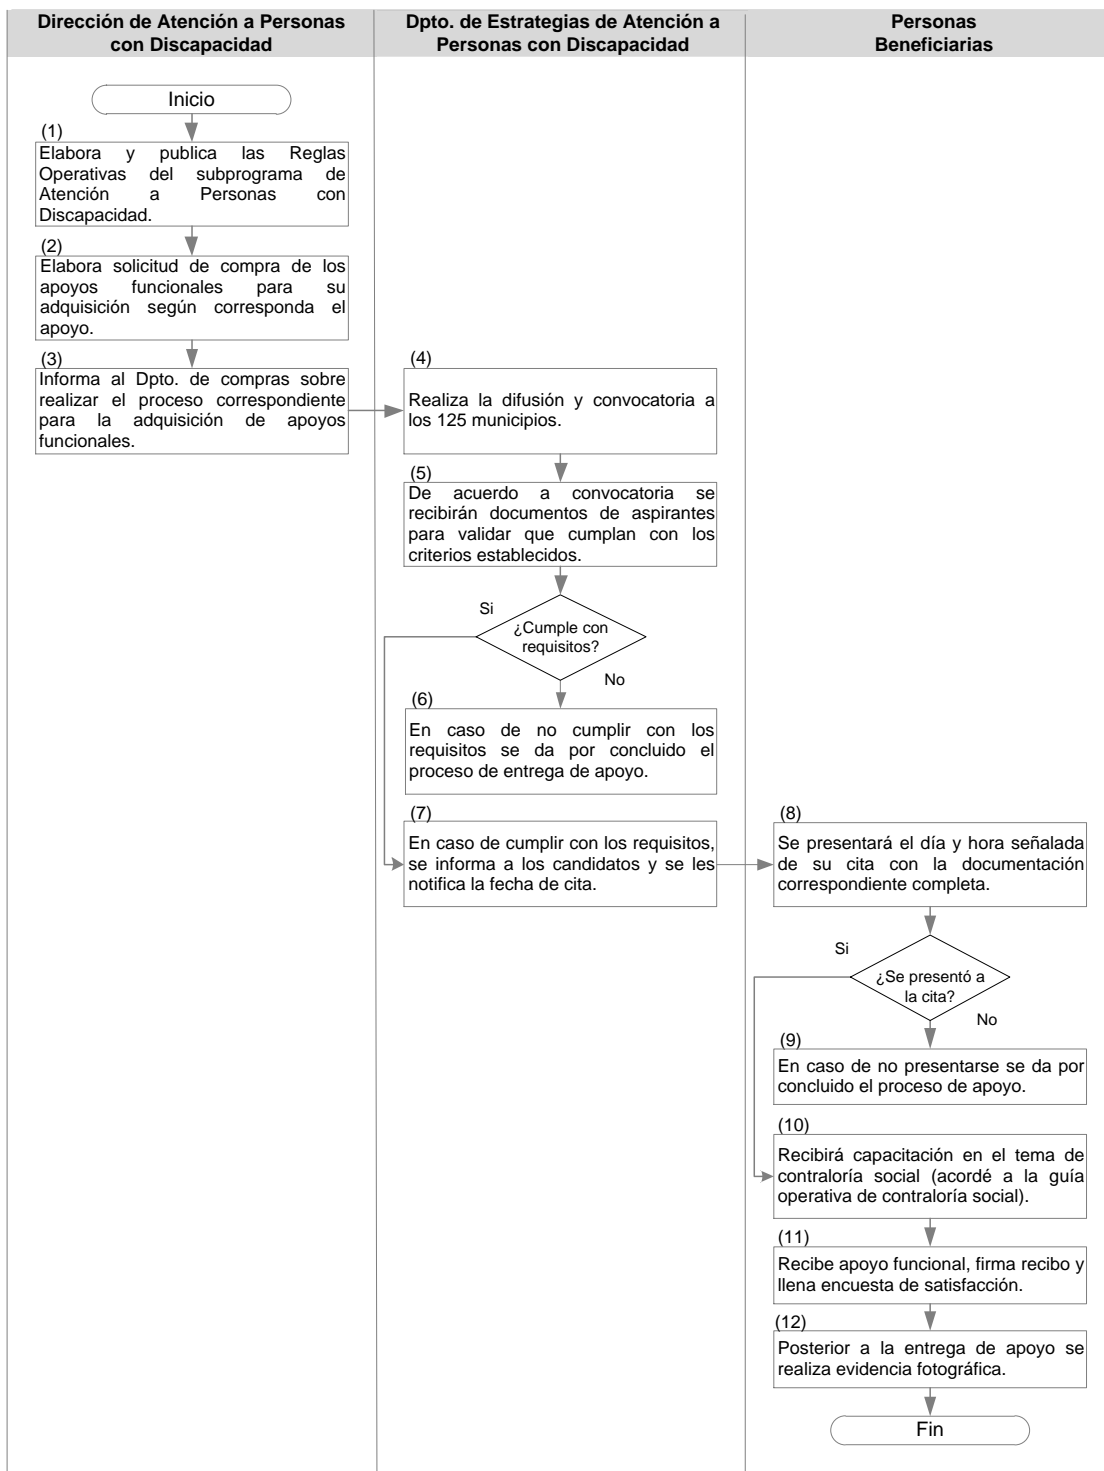 Dirección de Atención a Personas
con Discapacidad
Dpto. de Estrategias de Atención a
Personas con Discapacidad
Personas
Beneficiarias
Inicio
(1)
Elabora y publica las Reglas
Operativas del subprograma de
Atención a Personas con
Discapacidad.
(2)
Elabora solicitud de compra de los
apoyos funcionales para su
adquisición según corresponda el
apoyo.
(3)
Informa al Dpto. de compras sobre
realizar el proceso correspondiente
para la adquisición de apoyos
funcionales.
(4)
Realiza la difusión y convocatoria a
los 125 municipios.
(5)
De acuerdo a convocatoria se
recibirán documentos de aspirantes
para validar que cumplan con los
criterios establecidos.
Si
¿Cumple con
requisitos?
No
(6)
En caso de no cumplir con los
requisitos se da por concluido el
proceso de entrega de apoyo.
(7)
En caso de cumplir con los requisitos,
se informa a los candidatos y se les
notifica la fecha de cita.
(8)
Se presentará el día y hora señalada
de su cita con la documentación
correspondiente completa.
Si
¿Se presentó a
la cita?
No
(9)
En caso de no presentarse se da por
concluido el proceso de apoyo.
(10)
Recibirá capacitación en el tema de
contraloría social (acordé a la guía
operativa de contraloría social).
(11)
Recibe apoyo funcional, firma recibo y
llena encuesta de satisfacción.
(12)
Posterior a la entrega de apoyo se
realiza evidencia fotográfica.
Fin